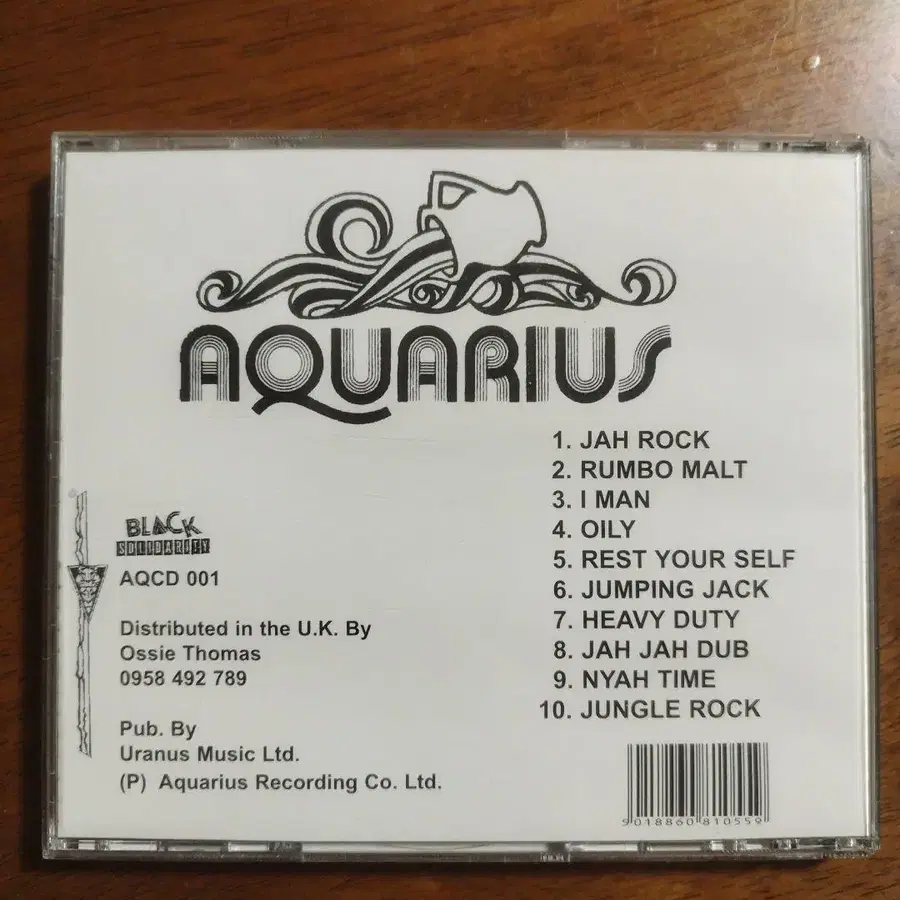 AQUARIUS
1. JAH ROCK
2. RUMBO MALT
3. I MAN
4. OILY
5. REST YOUR SELF
6. JUMPING JACK
7. HEAVY DUTY
8. JAH JAH DUB
9. NYAH TIME
10. JUNGLE ROCK
BLACK
SOLIDARITY
AQCD 001
Distributed in the U.K. By
Ossie Thomas
0958 492 789
Pub. By
Uranus Music Ltd.
(P) Aquarius Recording Co. Ltd.
9018860 810559